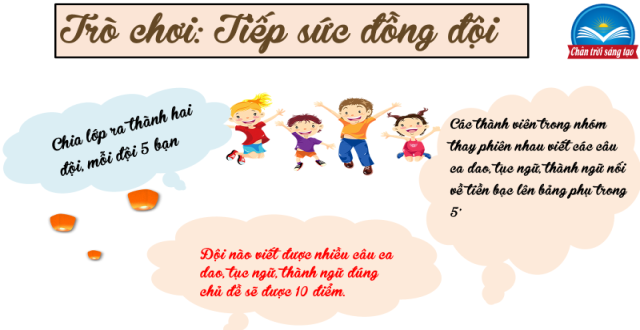 Trò chơi: Tiếp sức đồng đội
Chân trời sáng tạo
Chia lớp ra thành hai
đội, mỗi đội 5 bạn
Các thành viên trong nhóm
thay phiên nhau viết các câu
ca dao, tục ngữ, thành ngữ nói
về tiền bạc lên bảng phụ trong
5'
Đội nào viết được nhiều câu ca
dao, tục ngữ, thành ngữ đúng
chủ đề sẽ được 10 điểm.